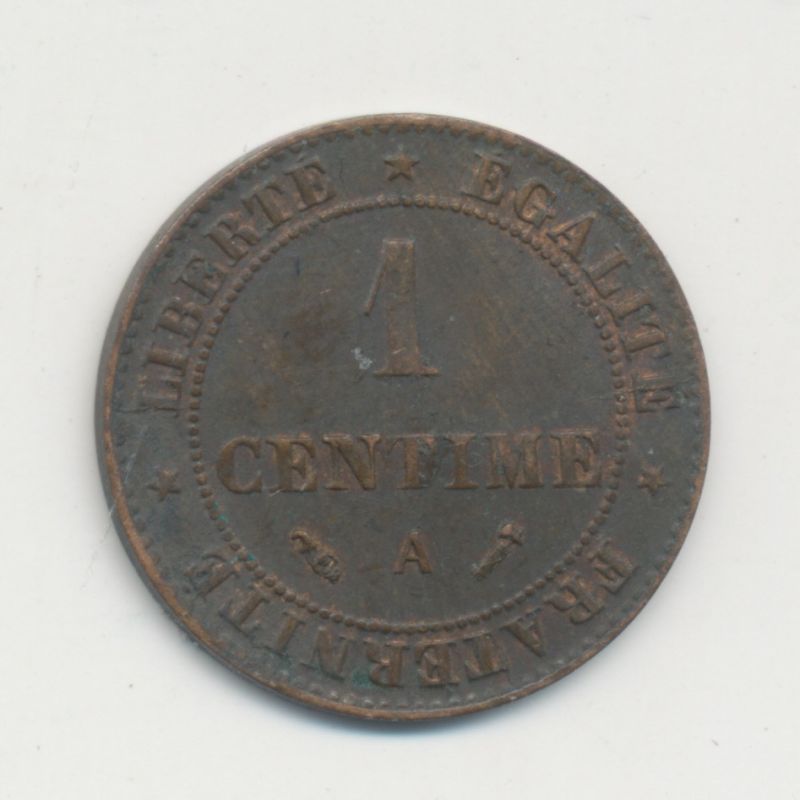 LIBERTE ★ EGALITE ★ FRATERNITE ★
1
CENTIME
A